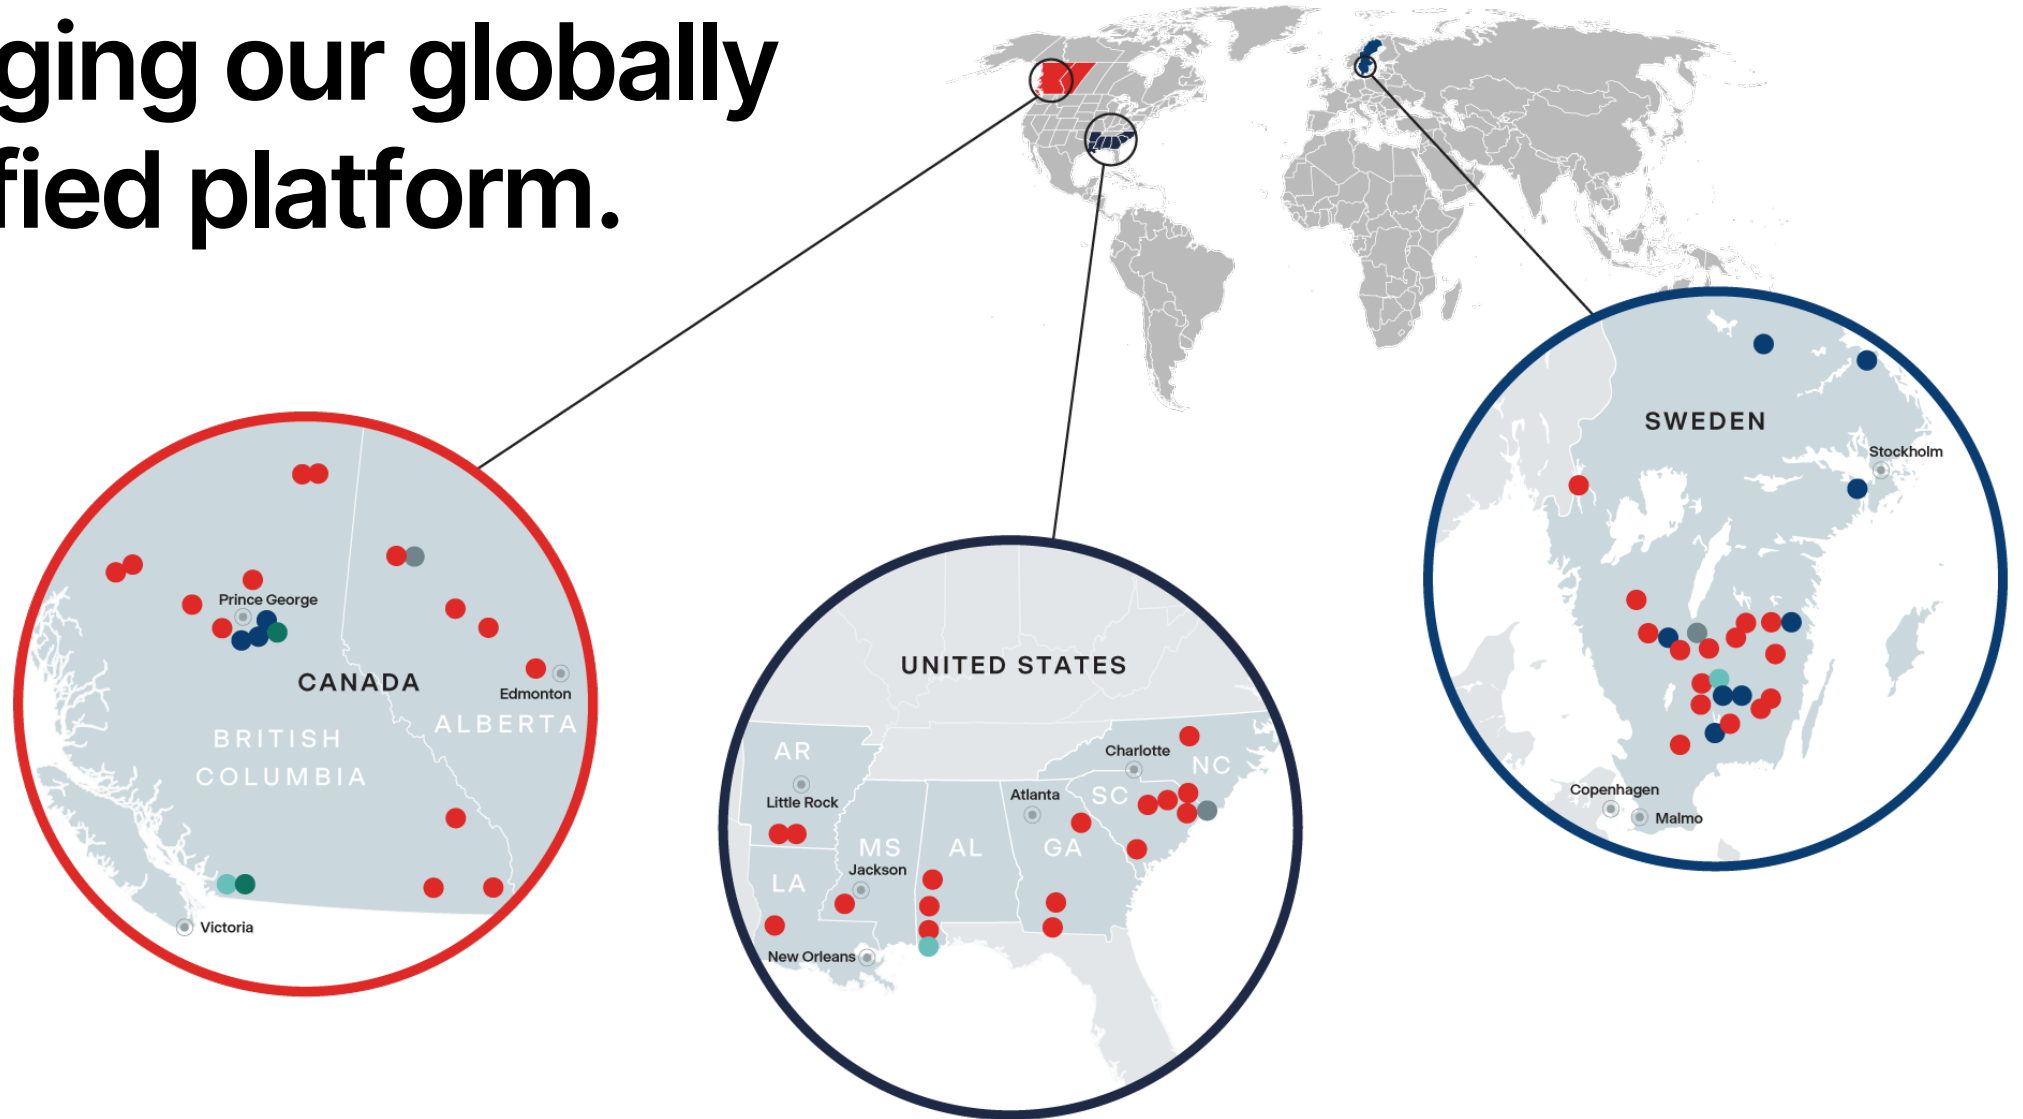 ging our globally
fied platform.
SWEDEN
Stockholm
Copenhagen
Malmo
Prince George
CANADA
Edmonton
ALBERTA
BRITISH
COLUMBIA
Victoria
UNITED STATES
AR
Little Rock
Charlotte
NC
SC
Atlanta
MS
AL
GA
Jackson
LA
New Orleans